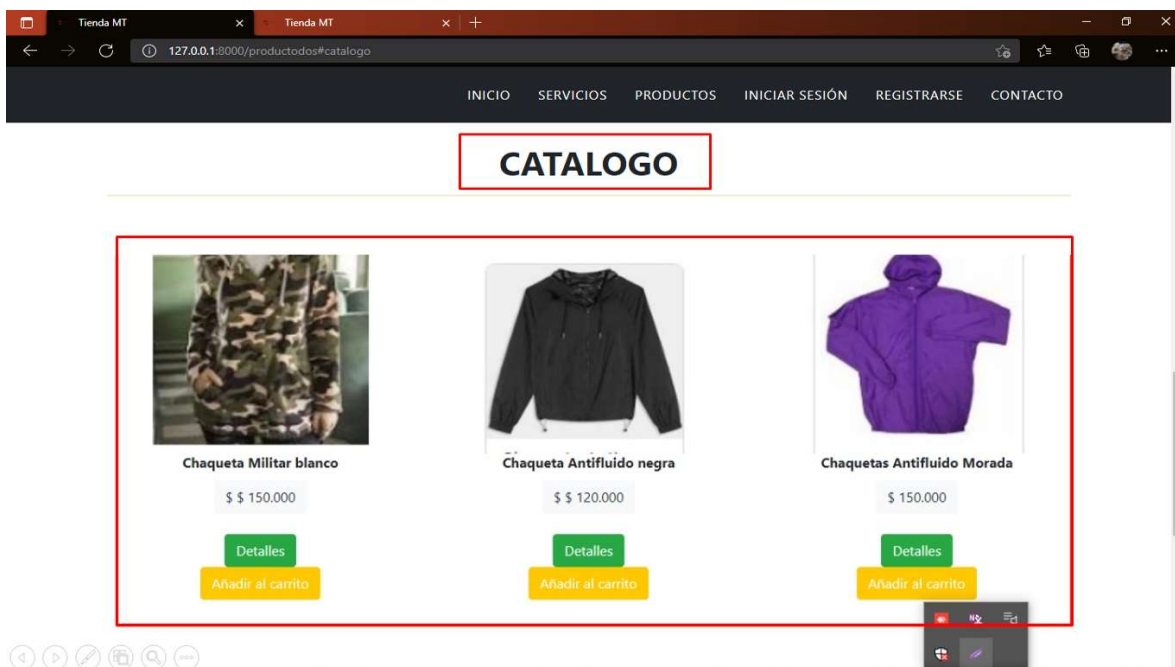 Tienda MT
Tienda MT
127.0.0.1:8000/productodos#catalogo
INICIO SERVICIOS PRODUCTOS INICIAR SESIÓN REGISTRARSE CONTACTO
CATALOGO
Chaqueta Militar blanco Chaqueta Antifluido negra Chaquetas Antifluido Morada
$ $ 150.000 $ $ 120.000 $ 150.000
Detalles Detalles Detalles
Añadir al carrito Añadir al carrito Añadir al carrito